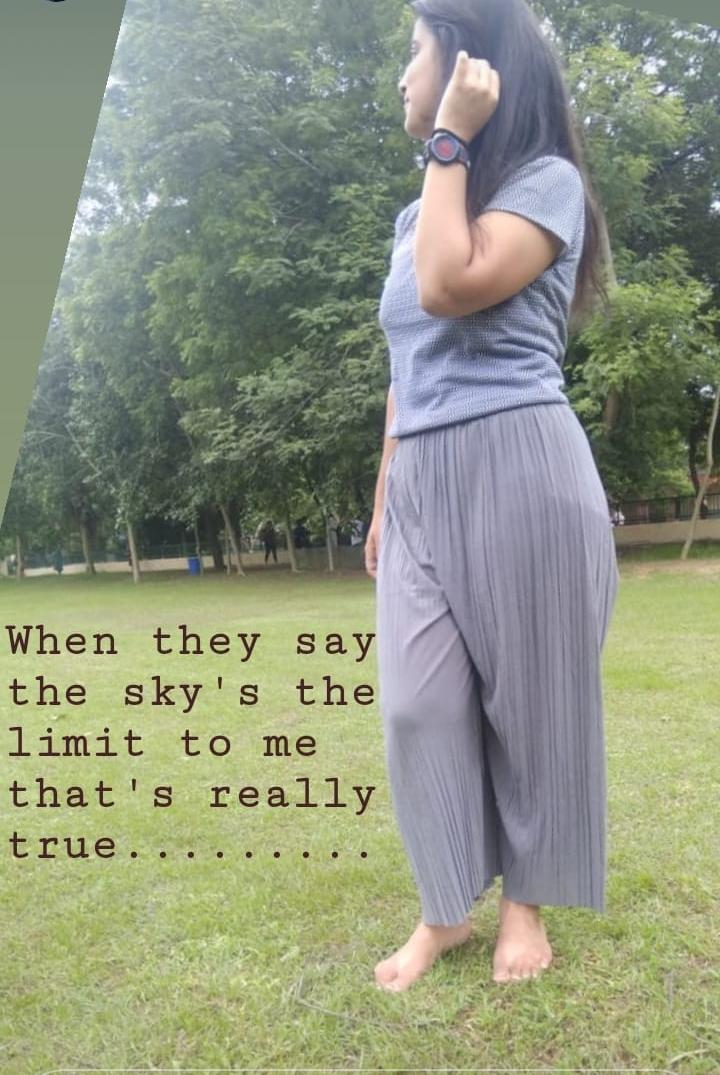 When they say
the sky's the
limit to me
that's really
true.........